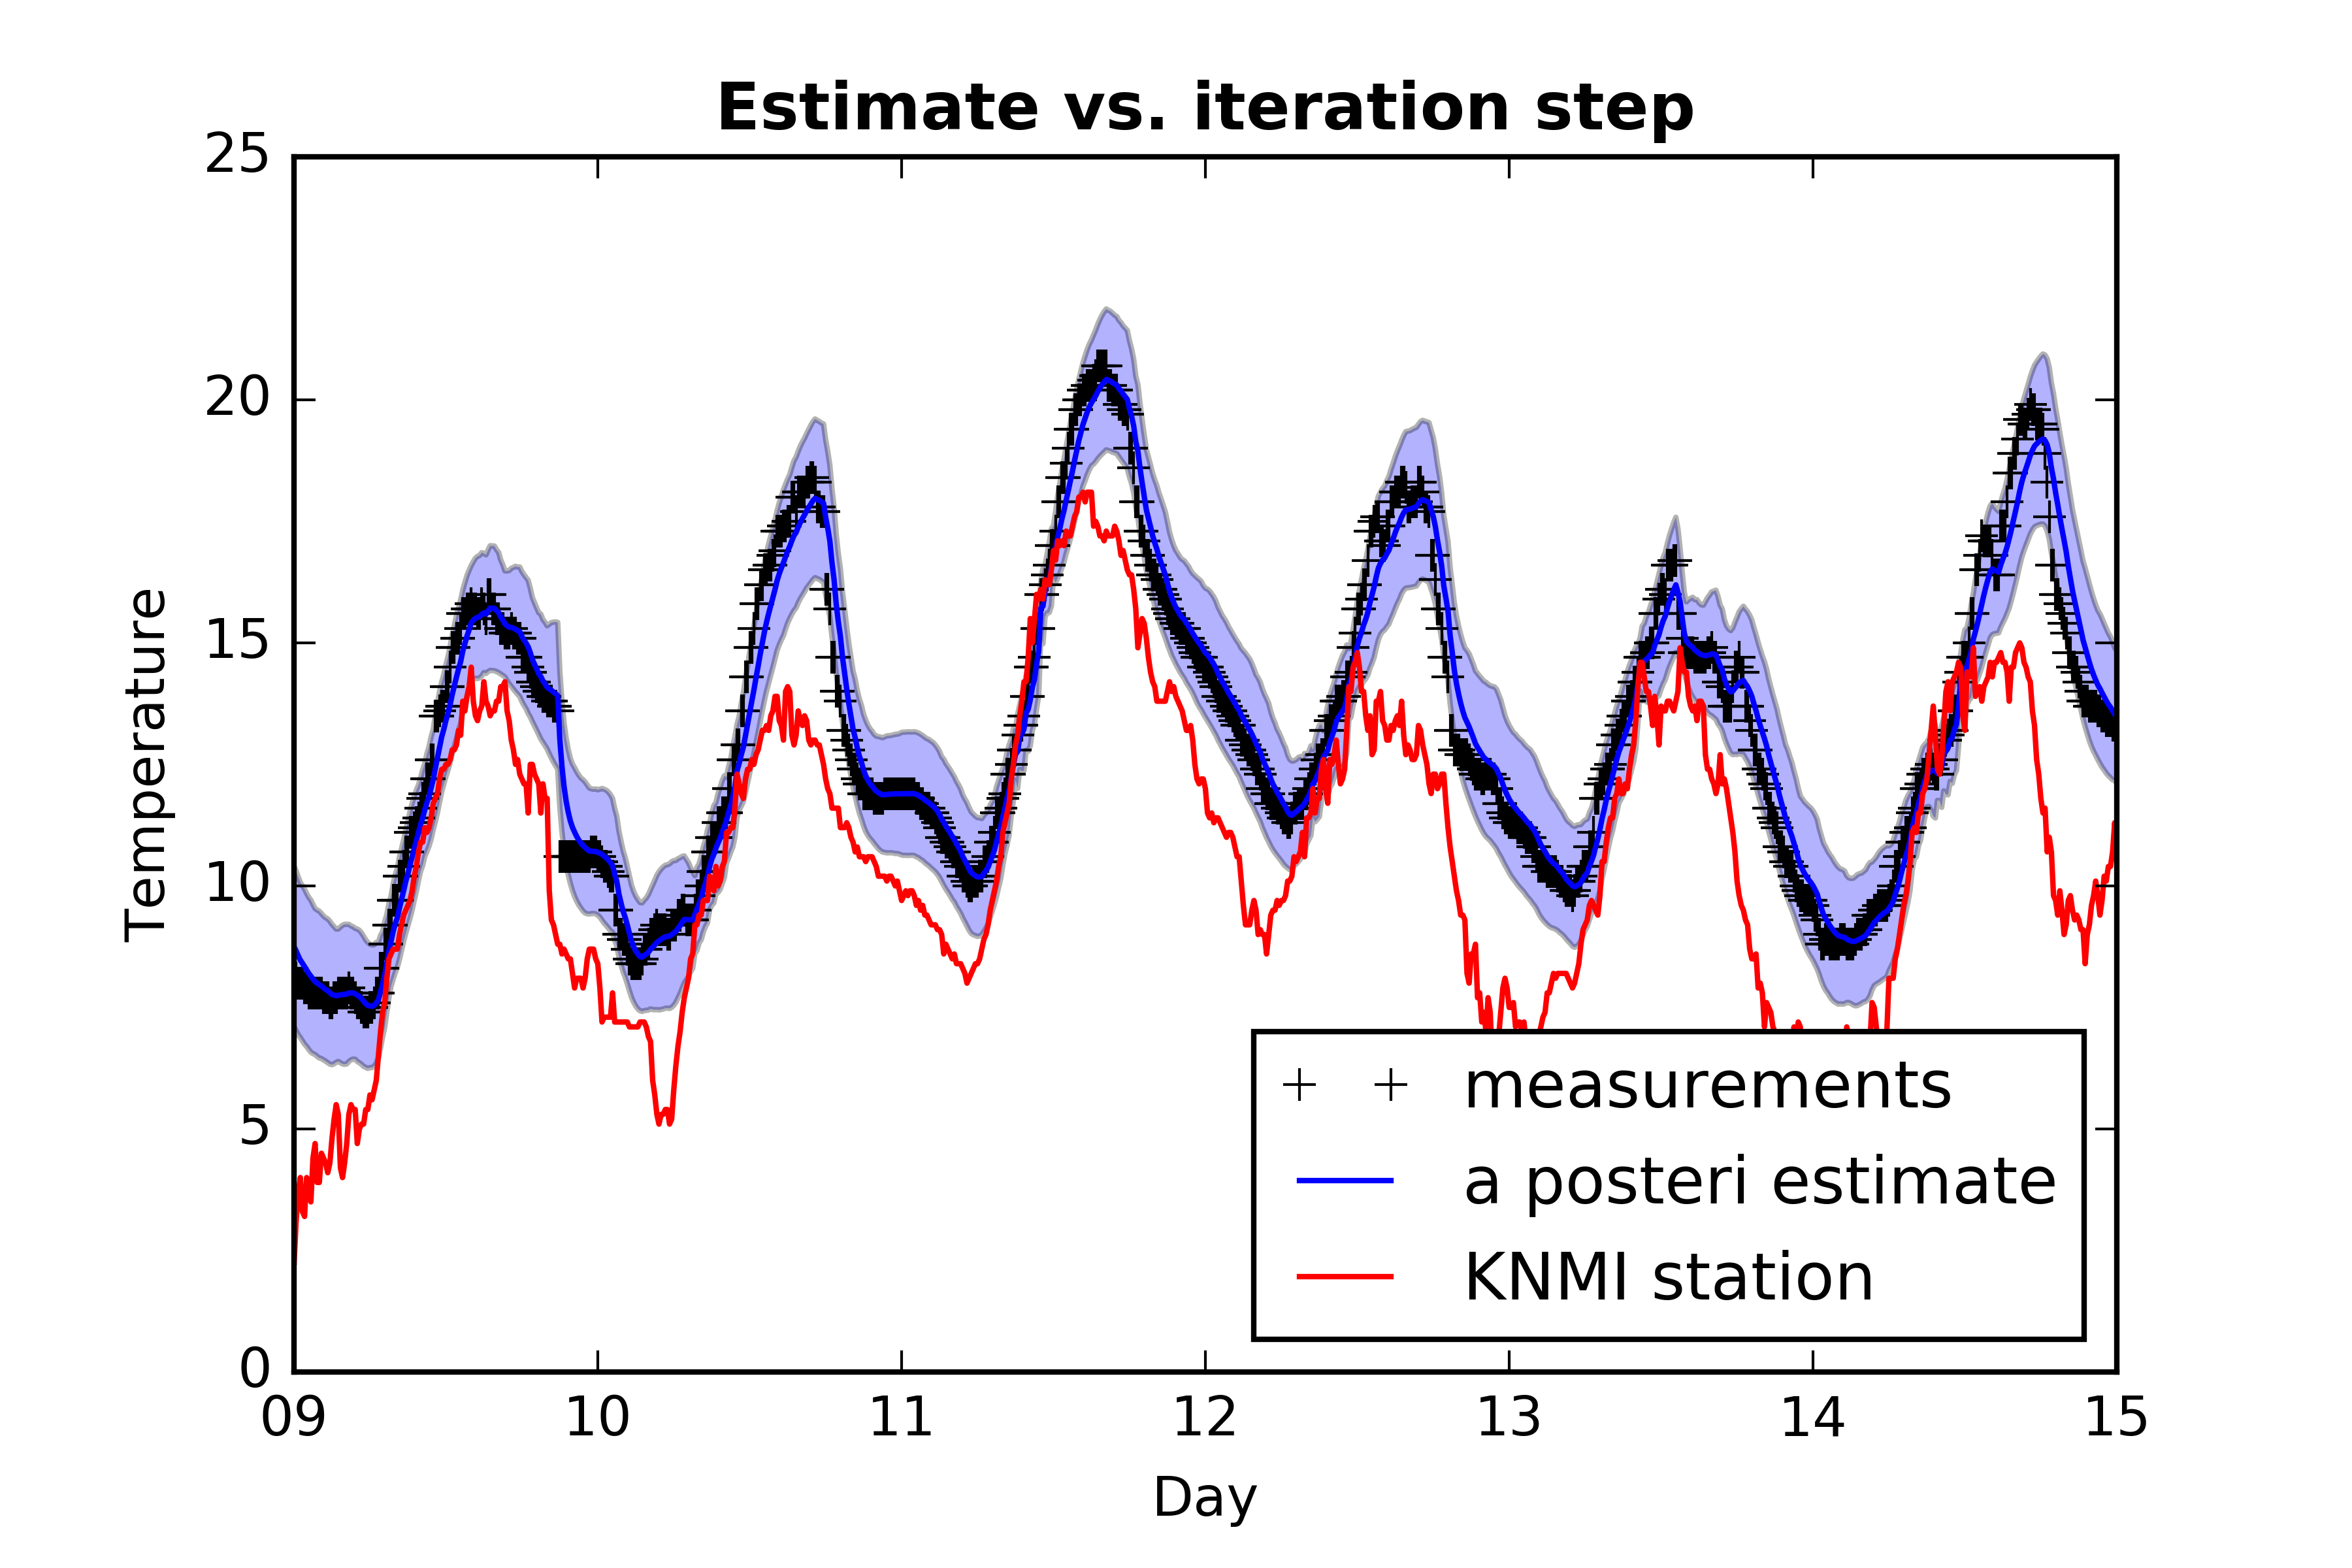 Estimate vs. iteration step
25
20
15
10
5
0
Temperature
09 10 11 12 13 14 15
Day
measurements
a posteri estimate
KNMI station